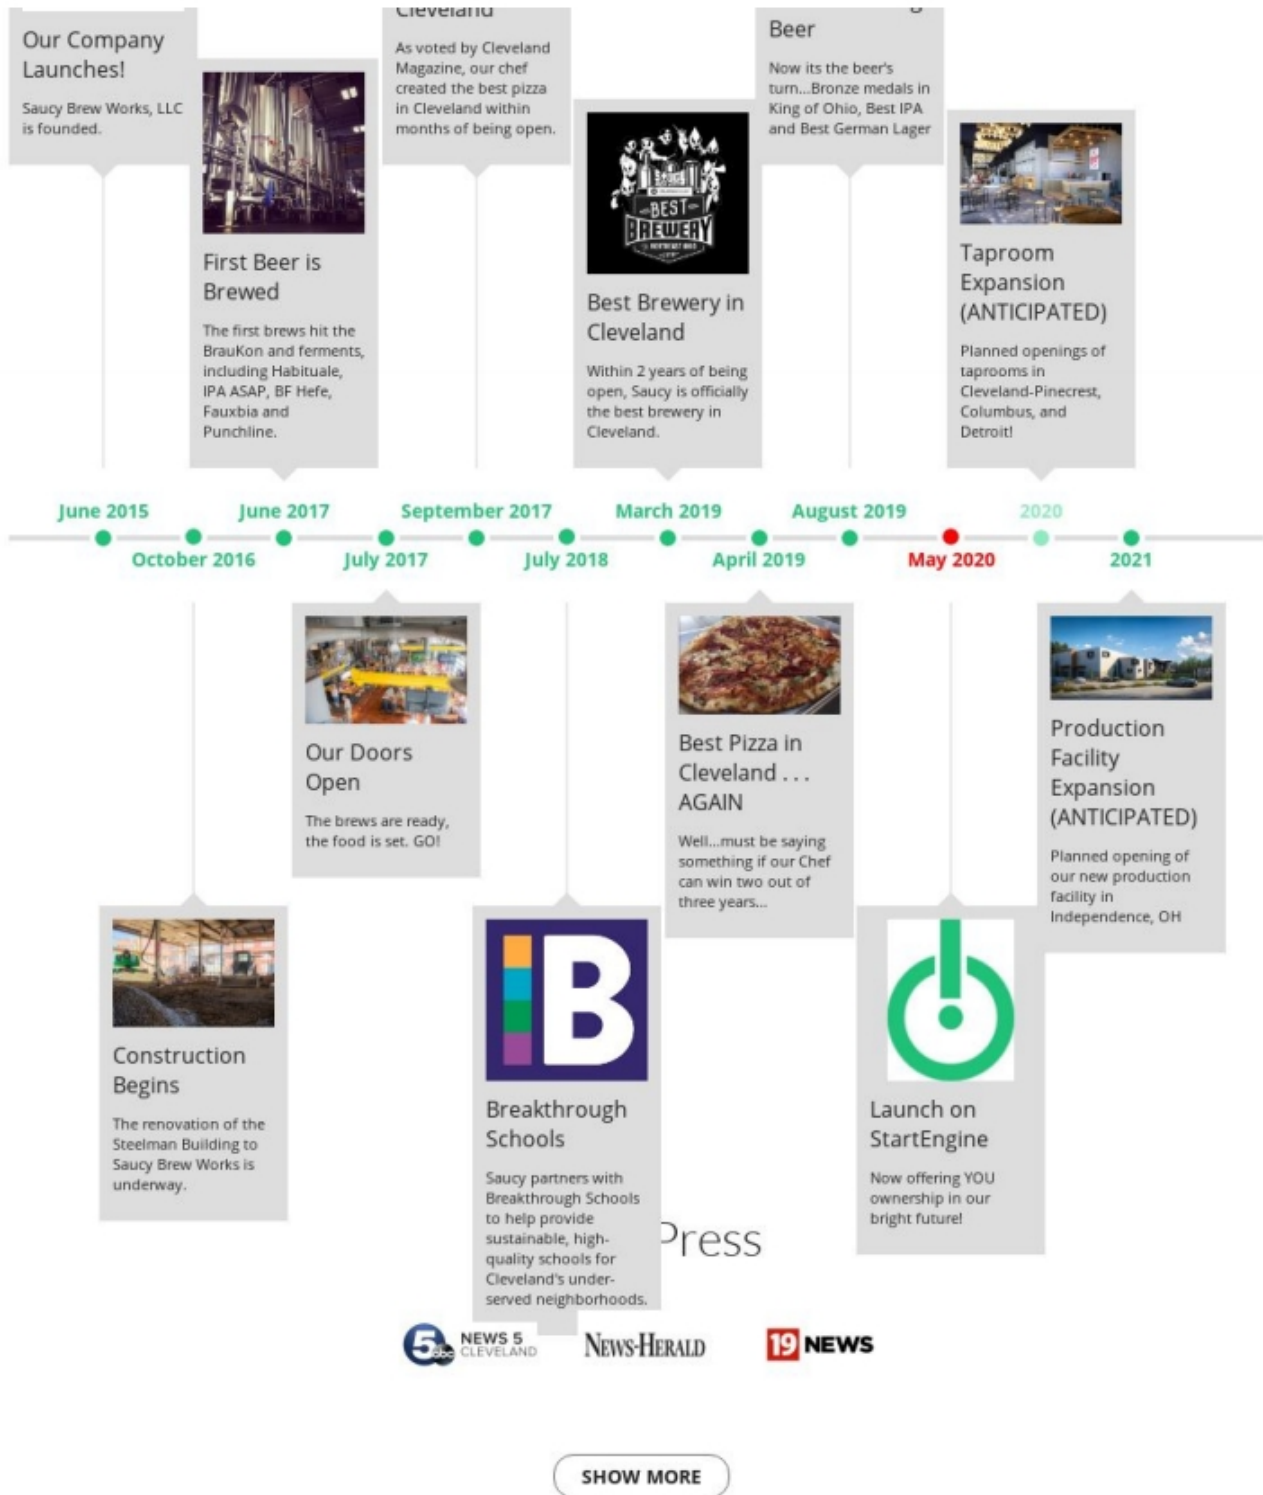 Our Company
Launches!
Saucy Brew Works, LLC
is founded.
First Beer is
Brewed
The first brews hit the
BrauKon and ferments,
including Habituale,
IPA ASAP, BF Hefe,
Fauxbia and
Punchline.
Cleveland
As voted by Cleveland
Magazine, our chef
created the best pizza
in Cleveland within
months of being open.
BEST
BREWERY
Best Brewery in
Cleveland
Within 2 years of being
open, Saucy is officially
the best brewery in
Cleveland.
Beer
Now its the beer's
turn...Bronze medals in
King of Ohio, Best IPA
and Best German Lager
Taproom
Expansion
(ANTICIPATED)
Planned openings of
taprooms in
Cleveland-Pinecrest,
Columbus, and
Detroit!
June 2015
June 2017
September 2017
March 2019
August 2019
2020
October 2016
July 2017
July 2018
April 2019
May 2020
2021
Construction
Begins
The renovation of the
Steelman Building to
Saucy Brew Works is
underway.
Our Doors
Open
The brews are ready,
the food is set. GO!
B
Breakthrough
Schools
Saucy partners with
Breakthrough Schools
to help provide
sustainable, high-
quality schools for
Cleveland's under-
served neighborhoods.
Best Pizza in
Cleveland . . .
AGAIN
Well...must be saying
something if our Chef
can win two out of
three years...
Launch on
StartEngine
Now offering YOU
ownership in our
bright future!
Production
Facility
Expansion
(ANTICIPATED)
Planned opening of
our new production
facility in
Independence, OH
Press
5 abc NEWS 5
CLEVELAND
NEWS-HERALD
19 NEWS
SHOW MORE